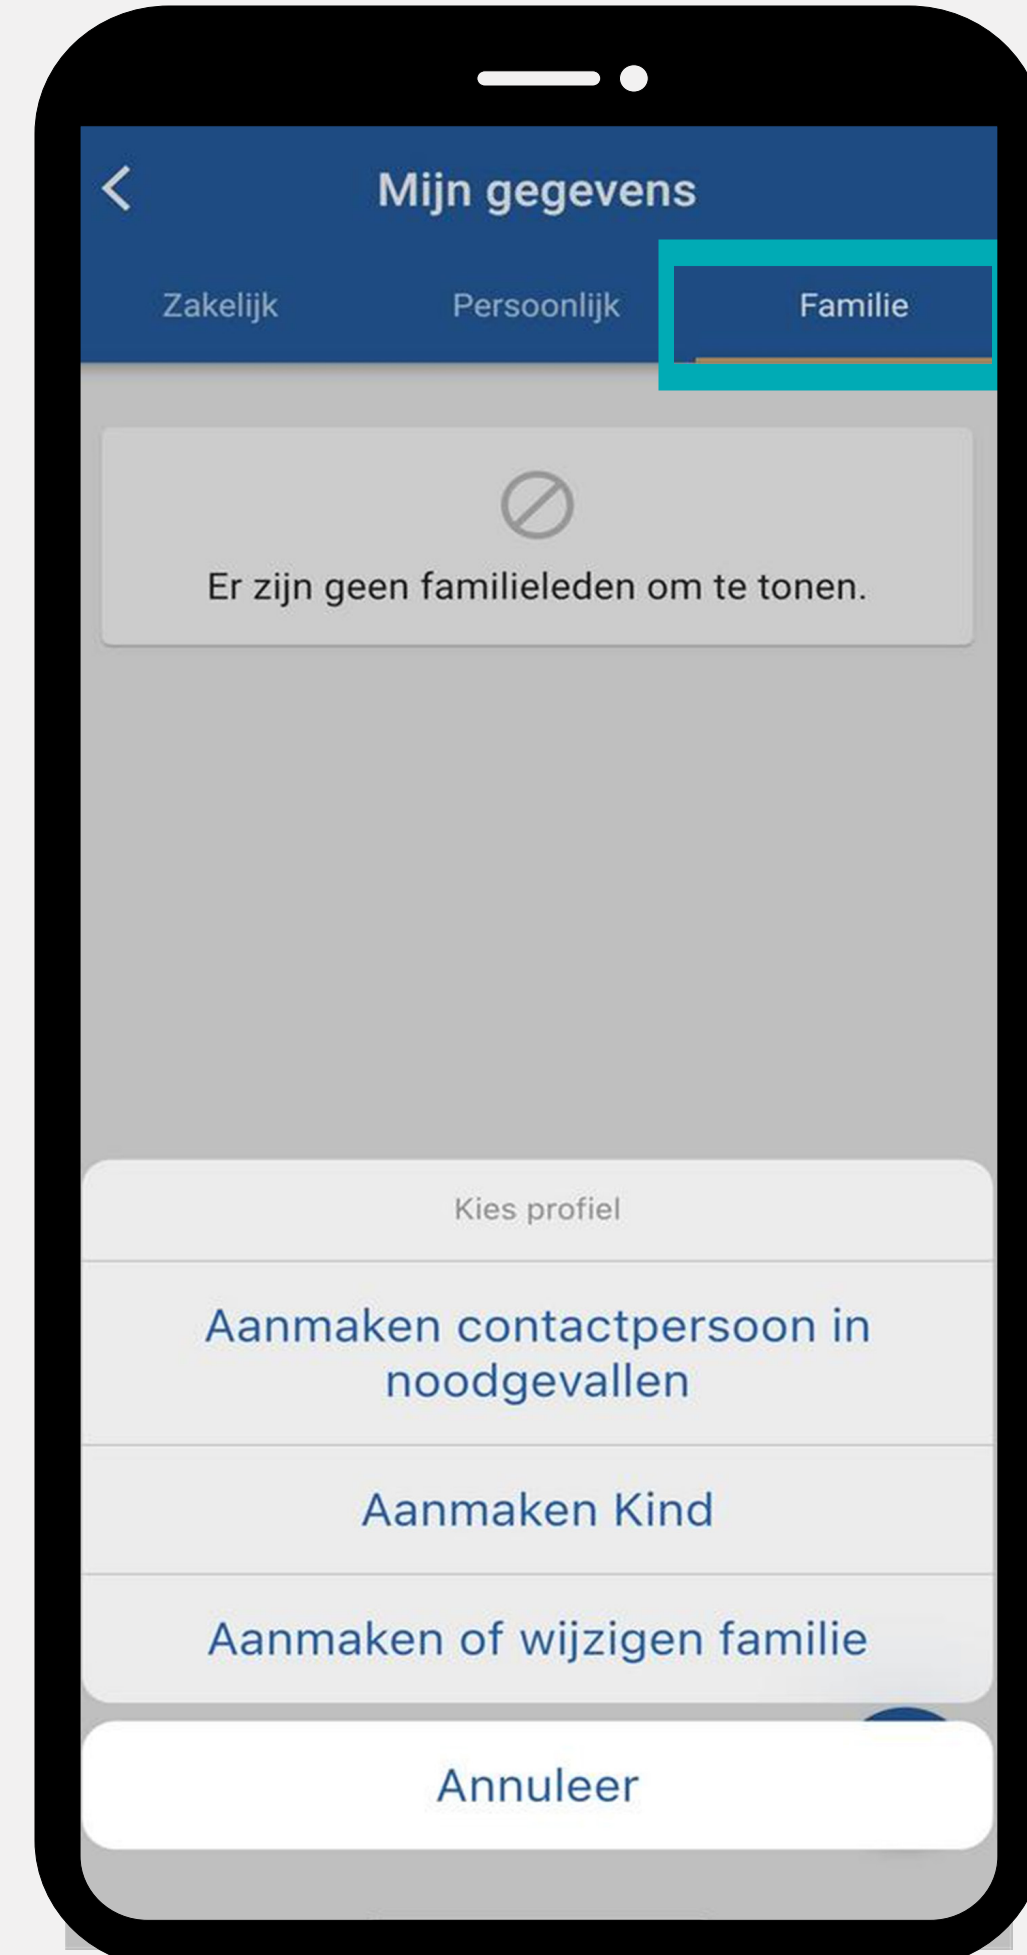 Mijn gegevens
Zakelijk Persoonlijk Familie
Er zijn geen familieleden om te tonen.
Kies profiel
Aanmaken contactpersoon in
noodgevallen
Aanmaken Kind
Aanmaken of wijzigen familie
Annuleer